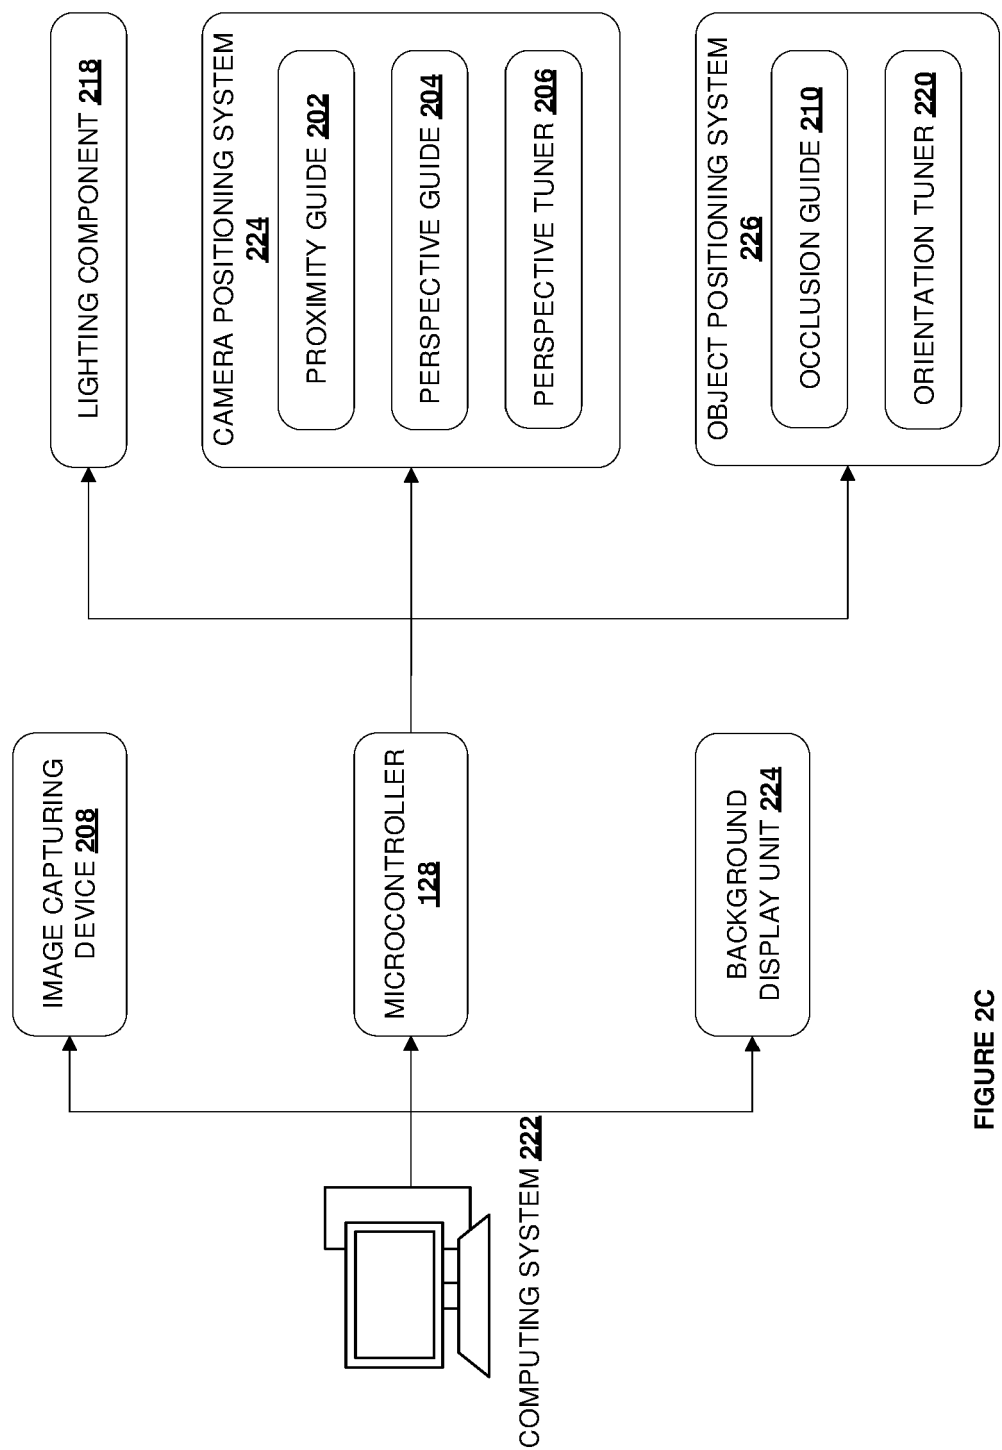 COMPUTING SYSTEM 222
IMAGE CAPTURING
DEVICE 208
MICROCONTROLLER
128
BACKGROUND
DISPLAY UNIT 224
LIGHTING COMPONENT 218
CAMERA POSITIONING SYSTEM
224
PROXIMITY GUIDE 202
PERSPECTIVE GUIDE 204
PERSPECTIVE TUNER 206
OBJECT POSITIONING SYSTEM
226
OCCLUSION GUIDE 210
ORIENTATION TUNER 220
FIGURE 2C